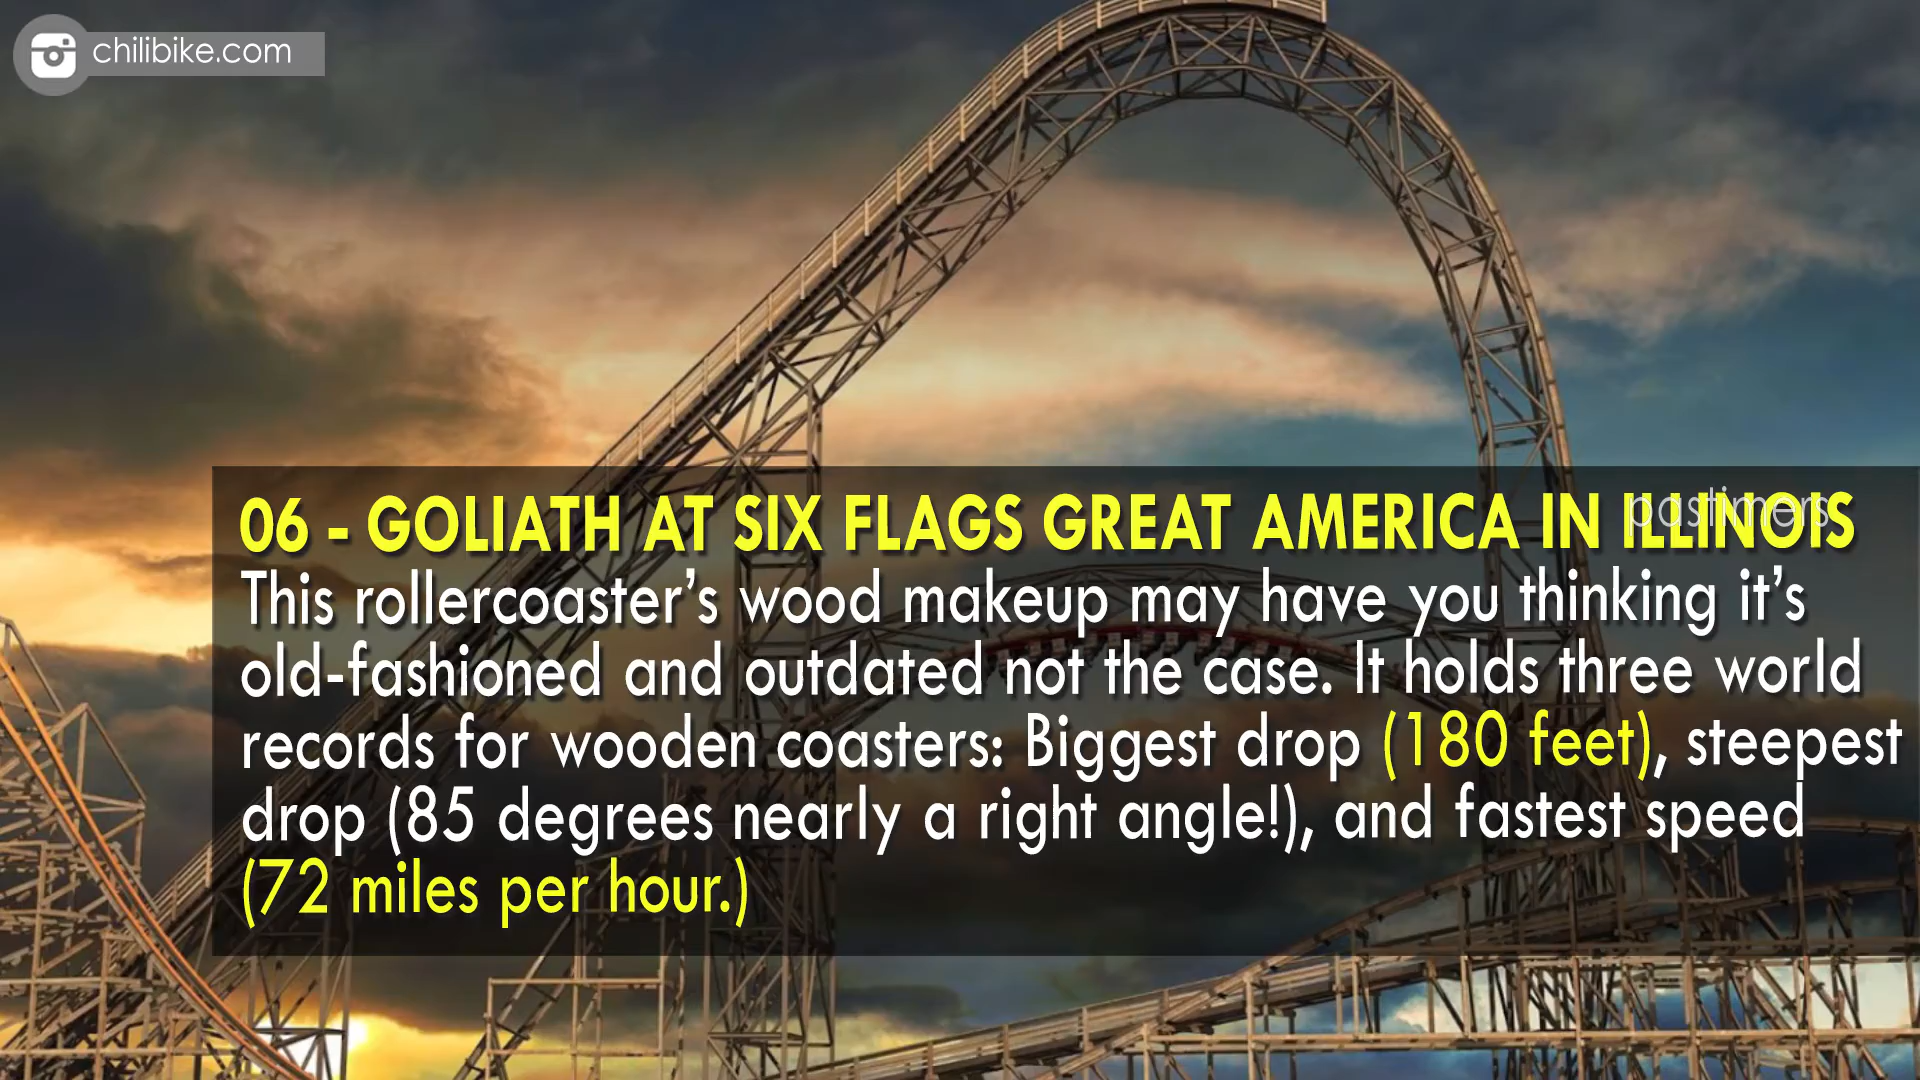 chilibike.com
06 - GOLIATH AT SIX FLAGS GREAT AMERICA IN ILLINOIS
pastimers
This rollercoaster's wood makeup may have you thinking it's
old-fashioned and outdated not the case. It holds three world
records for wooden coasters: Biggest drop (180 feet), steepest
drop (85 degrees nearly a right angle!), and fastest speed
(72 miles per hour.)